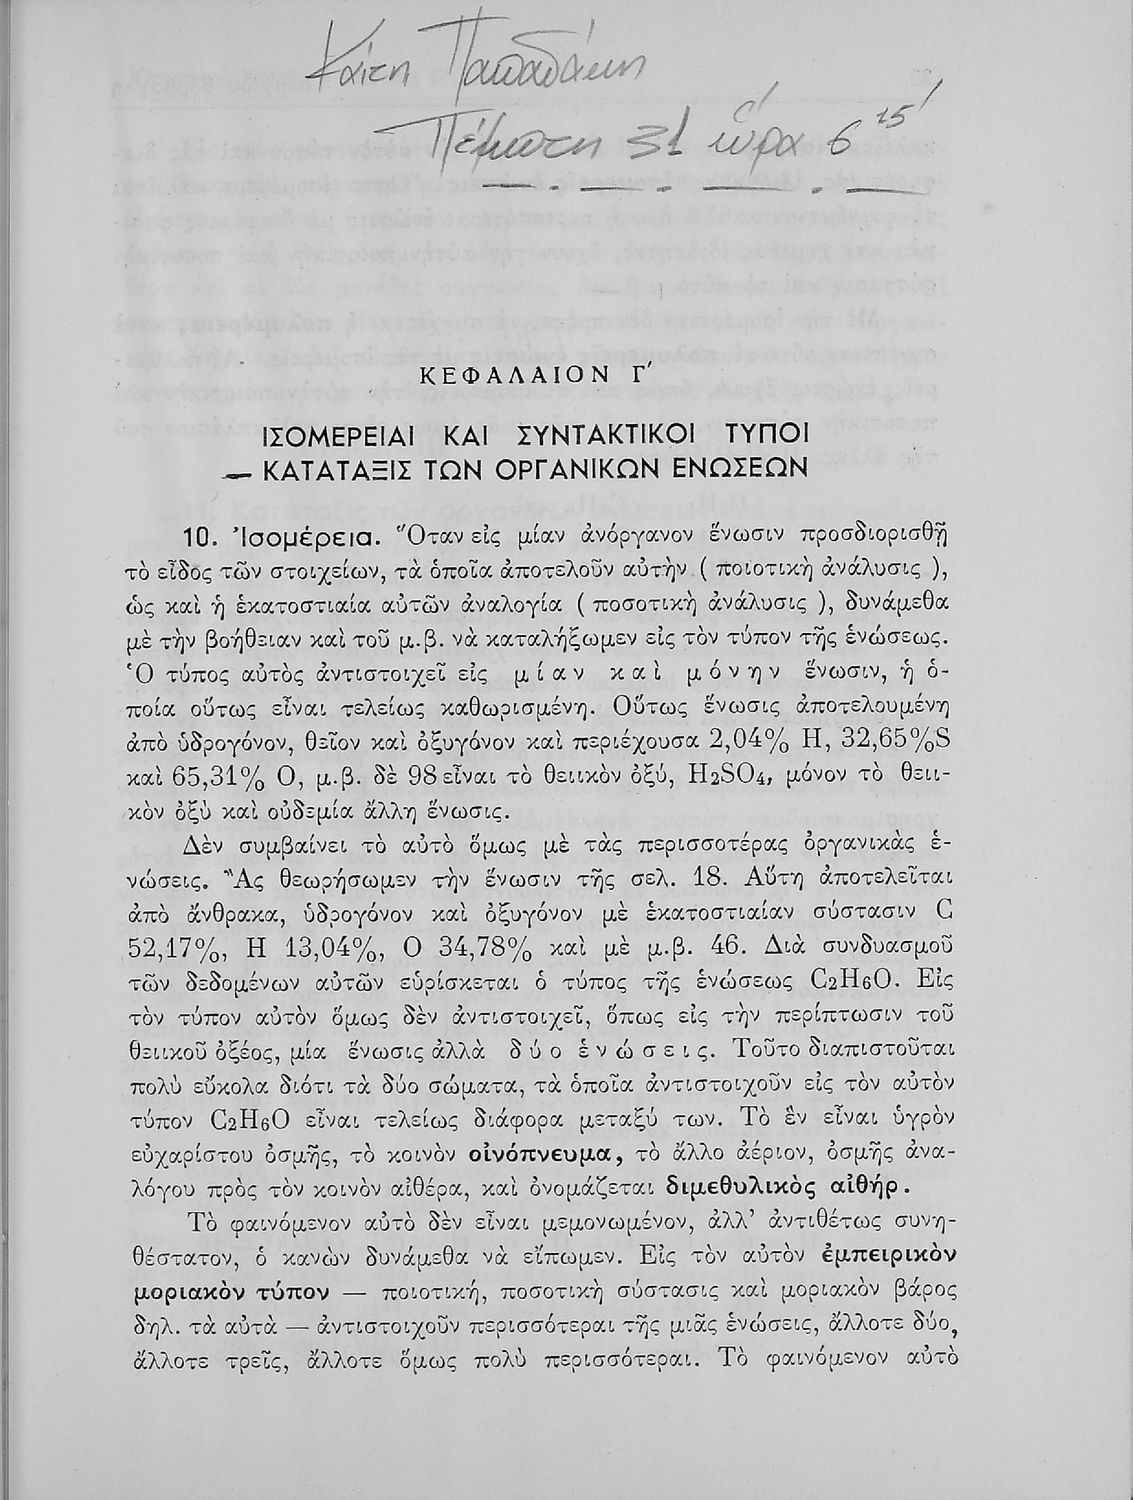 Καίτη Παπαδάκη
Πέμπτη 31 ὥρα 6 15'
ΚΕΦΑΛΑΙΟΝ Γ′
ΙΣΟΜΕΡΕΙΑΙ ΚΑΙ ΣΥΝΤΑΚΤΙΚΟΙ ΤΥΠΟΙ
— ΚΑΤΑΤΑΞΙΣ ΤΩΝ ΟΡΓΑΝΙΚΩΝ ΕΝΩΣΕΩΝ
10. Ἰσομέρεια. Ὅταν εἰς μίαν ἀνόργανον ἕνωσιν προσδιορισθῇ
τὸ εἶδος τῶν στοιχείων, τὰ ὁποῖα ἀποτελοῦν αὐτὴν ( ποιοτικὴ ἀνάλυσις ),
ὡς καὶ ἡ ἑκατοστιαία αὐτῶν ἀναλογία ( ποσοτικὴ ἀνάλυσις ), δυνάμεθα
μὲ τὴν βοήθειαν καὶ τοῦ μ.β. νὰ καταλήξωμεν εἰς τὸν τύπον τῆς ἑνώσεως.
Ὁ τύπος αὐτὸς ἀντιστοιχεῖ εἰς μίαν καὶ μόνην ἕνωσιν, ἡ ὁ-
ποία οὕτως εἶναι τελείως καθωρισμένη. Οὕτως ἕνωσις ἀποτελουμένη
ἀπὸ ὑδρογόνον, θεῖον καὶ ὀξυγόνον καὶ περιέχουσα 2,04% H, 32,65%S
καὶ 65,31% O, μ.β. δὲ 98 εἶναι τὸ θειικὸν ὀξύ, H2SO4, μόνον τὸ θειι-
κὸν ὀξὺ καὶ οὐδεμία ἄλλη ἕνωσις.
Δὲν συμβαίνει τὸ αὐτὸ ὅμως μὲ τὰς περισσοτέρας ὀργανικὰς ἑ-
νώσεις. Ἂς θεωρήσωμεν τὴν ἕνωσιν τῆς σελ. 18. Αὕτη ἀποτελεῖται
ἀπὸ ἄνθρακα, ὑδρογόνον καὶ ὀξυγόνον μὲ ἑκατοστιαίαν σύστασιν C
52,17%, H 13,04%, O 34,78% καὶ μὲ μ.β. 46. Διὰ συνδυασμοῦ
τῶν δεδομένων αὐτῶν εὑρίσκεται ὁ τύπος τῆς ἑνώσεως C2H6O. Εἰς
τὸν τύπον αὐτὸν ὅμως δὲν ἀντιστοιχεῖ, ὅπως εἰς τὴν περίπτωσιν τοῦ
θειικοῦ ὀξέος, μία ἕνωσις ἀλλὰ δύο ἑνώσεις. Τοῦτο διαπιστοῦται
πολὺ εὔκολα διότι τὰ δύο σώματα, τὰ ὁποῖα ἀντιστοιχοῦν εἰς τὸν αὐτὸν
τύπον C2H6O εἶναι τελείως διάφορα μεταξύ των. Τὸ ἓν εἶναι ὑγρὸν
εὐχαρίστου ὀσμῆς, τὸ κοινὸν οἰνόπνευμα, τὸ ἄλλο ἀέριον, ὀσμῆς ἀνα-
λόγου πρὸς τὸν κοινὸν αἰθέρα, καὶ ὀνομάζεται διμεθυλικὸς αἰθήρ.
Τὸ φαινόμενον αὐτὸ δὲν εἶναι μεμονωμένον, ἀλλ' ἀντιθέτως συνη-
θέστατον, ὁ κανὼν δυνάμεθα νὰ εἴπωμεν. Εἰς τὸν αὐτὸν ἐμπειρικὸν
μοριακὸν τύπον — ποιοτική, ποσοτικὴ σύστασις καὶ μοριακὸν βάρος
δηλ. τὰ αὐτὰ — ἀντιστοιχοῦν περισσότεραι τῆς μιᾶς ἑνώσεις, ἄλλοτε δύο,
ἄλλοτε τρεῖς, ἄλλοτε ὅμως πολὺ περισσότεραι. Τὸ φαινόμενον αὐτὸ